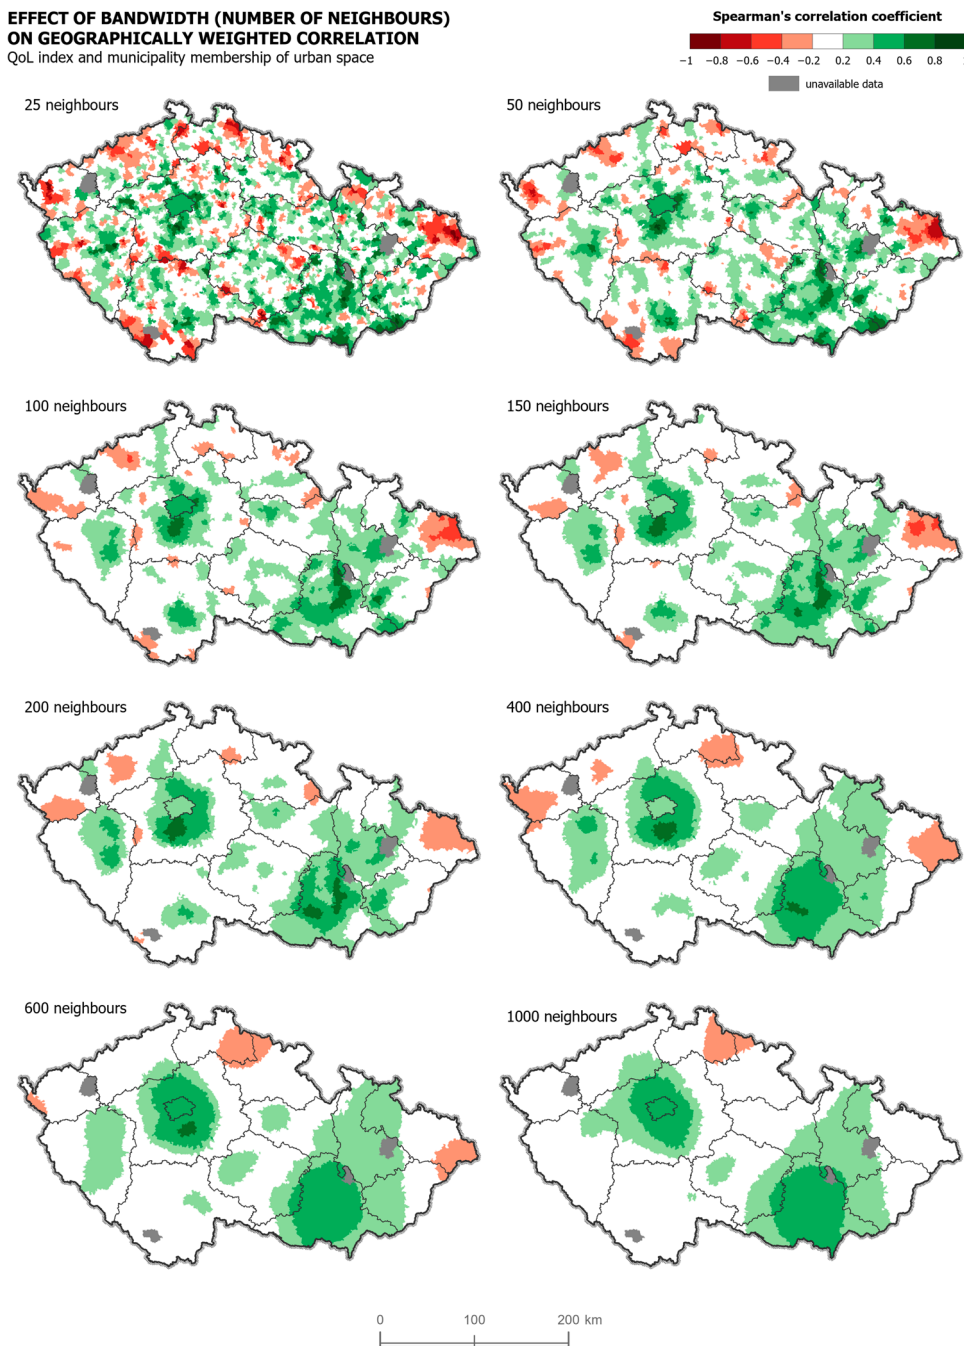 EFFECT OF BANDWIDTH (NUMBER OF NEIGHBOURS)
ON GEOGRAPHICALLY WEIGHTED CORRELATION
QoL index and municipality membership of urban space
Spearman's correlation coefficient
−1 −0.8 −0.6 −0.4 −0.2 0.2 0.4 0.6 0.8
unavailable data
25 neighbours
50 neighbours
100 neighbours
150 neighbours
200 neighbours
400 neighbours
600 neighbours
1000 neighbours
0 100 200 km